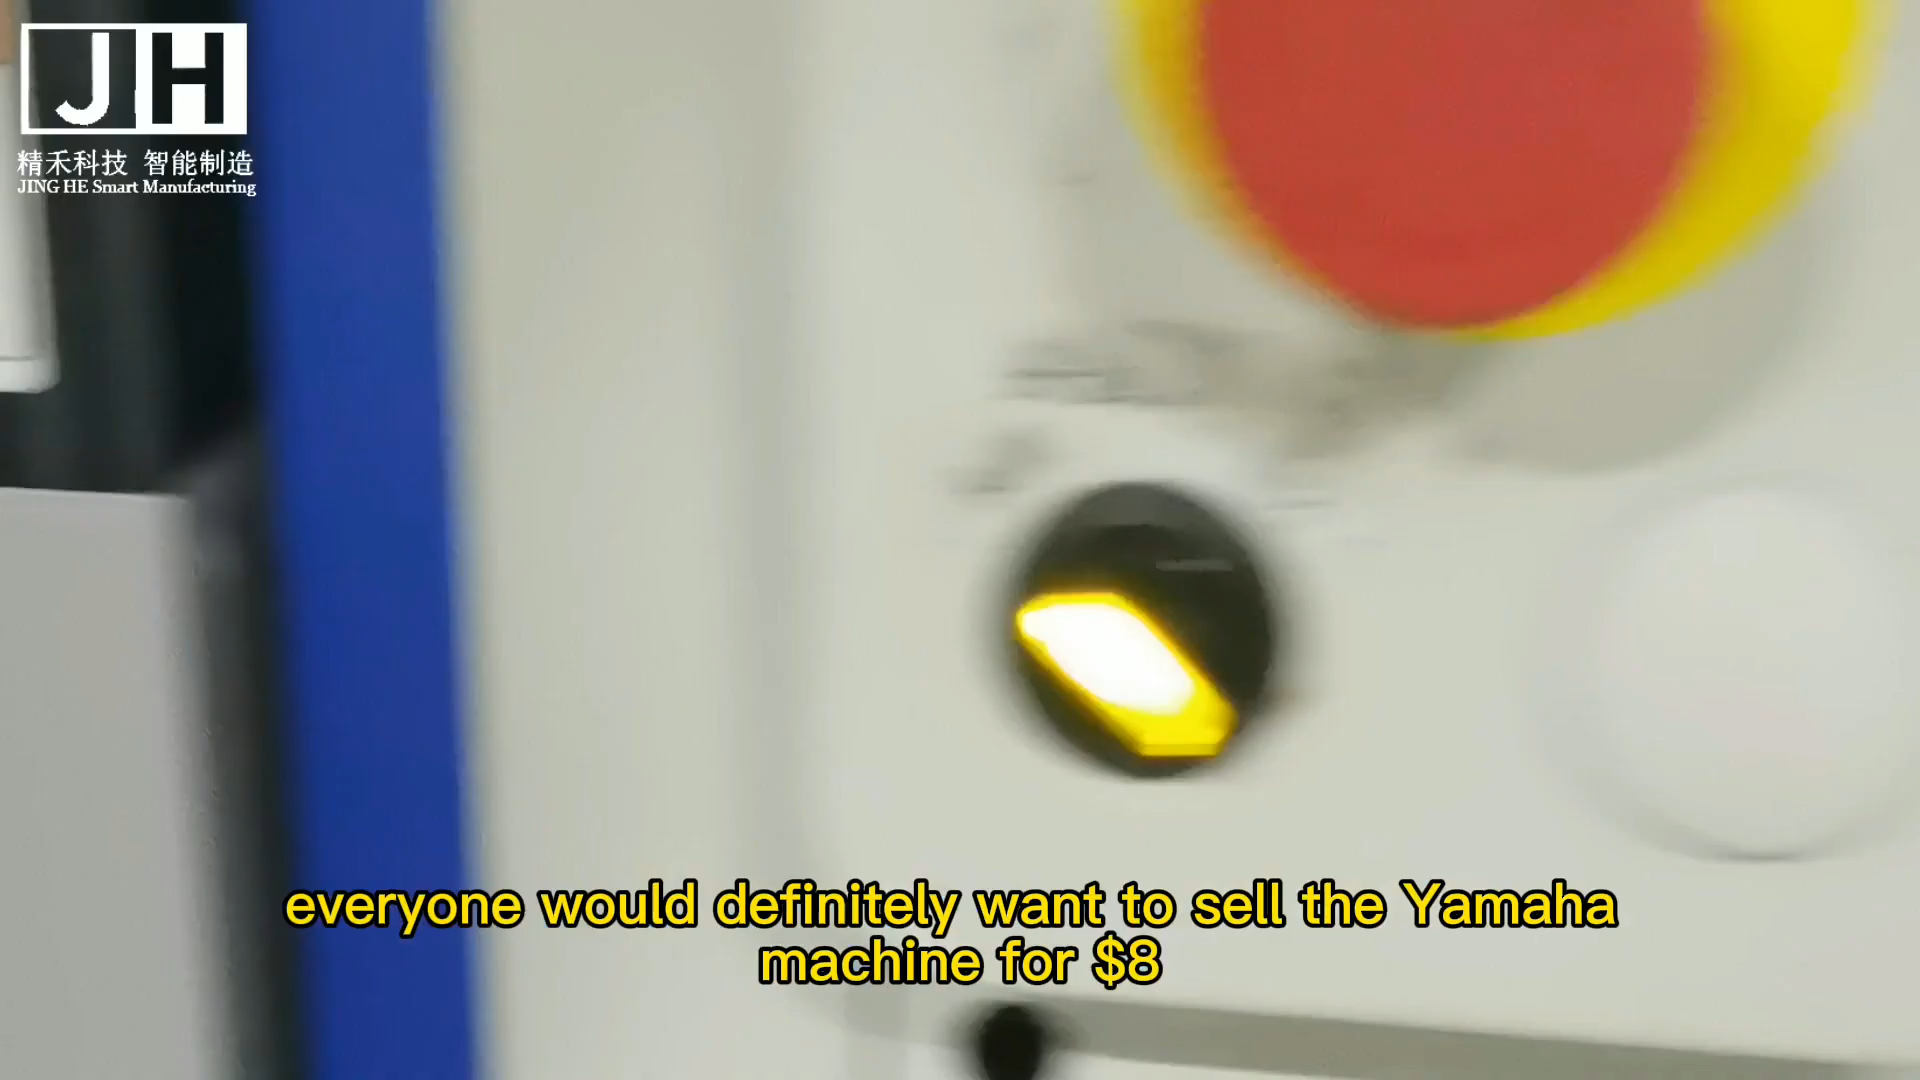 JH
精禾科技 智能制造
JING HE Smart Manufacturing
everyone would definitely want to sell the Yamaha
machine for $8